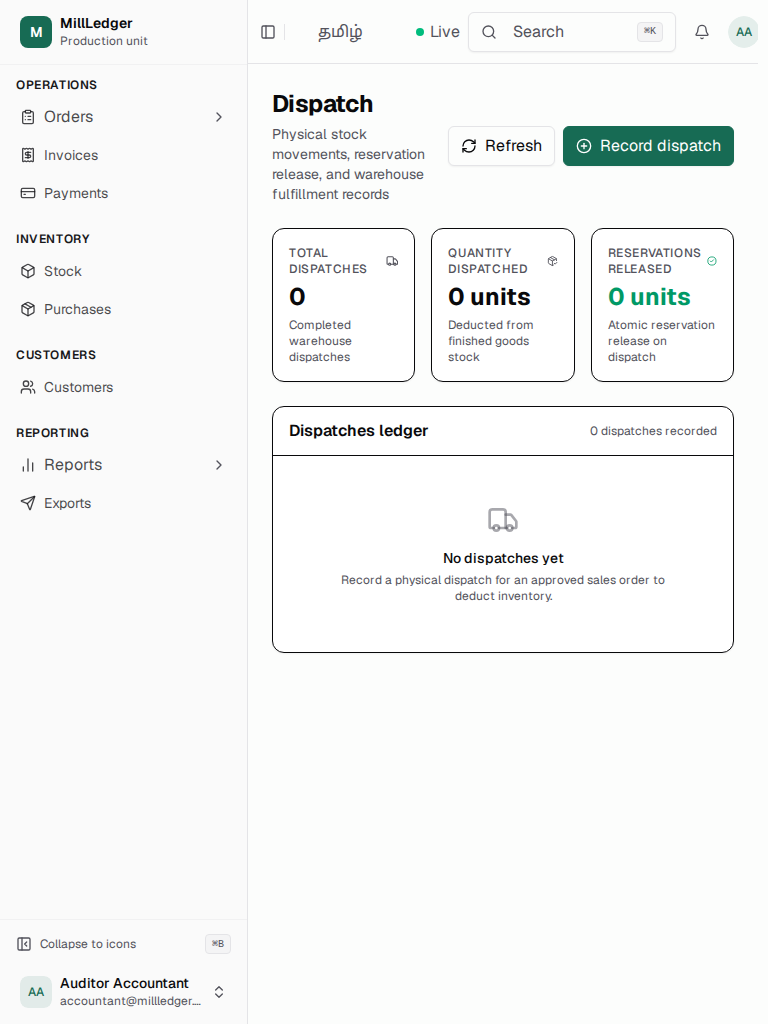 M
MillLedger
Production unit
OPERATIONS
Orders
Invoices
Payments
INVENTORY
Stock
Purchases
CUSTOMERS
Customers
REPORTING
Reports
Exports
Collapse to icons
⌘B
AA
Auditor Accountant
accountant@millledger....
தமிழ்
Live
Search
⌘K
AA
Dispatch
Physical stock
movements, reservation
release, and warehouse
fulfillment records
Refresh
Record dispatch
TOTAL
DISPATCHES
0
Completed
warehouse
dispatches
QUANTITY
DISPATCHED
0 units
Deducted from
finished goods
stock
RESERVATIONS
RELEASED
0 units
Atomic reservation
release on
dispatch
Dispatches ledger
0 dispatches recorded
No dispatches yet
Record a physical dispatch for an approved sales order to
deduct inventory.